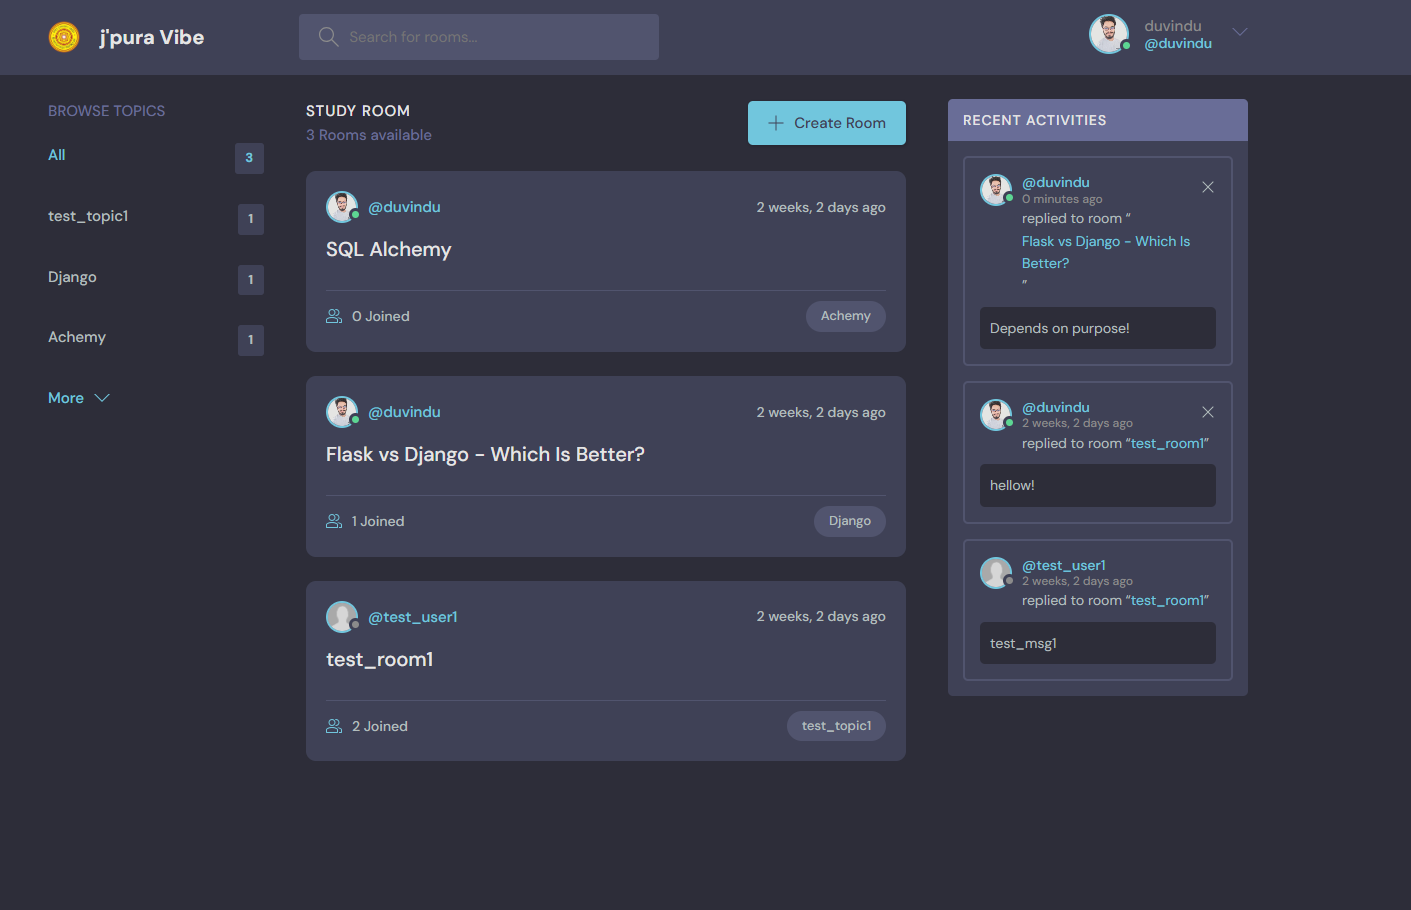 j'pura Vibe
Search for rooms...
duvindu
@duvindu
BROWSE TOPICS
All
3
test_topic1
1
Django
1
Achemy
1
More
STUDY ROOM
3 Rooms available
Create Room
@duvindu
2 weeks, 2 days ago
SQL Alchemy
0 Joined
Achemy
@duvindu
2 weeks, 2 days ago
Flask vs Django - Which Is Better?
1 Joined
Django
@test_user1
2 weeks, 2 days ago
test_room1
2 Joined
test_topic1
RECENT ACTIVITIES
@duvindu
0 minutes ago
replied to room “
Flask vs Django - Which Is
Better?
”
Depends on purpose!
@duvindu
2 weeks, 2 days ago
replied to room “test_room1”
hellow!
@test_user1
2 weeks, 2 days ago
replied to room “test_room1”
test_msg1